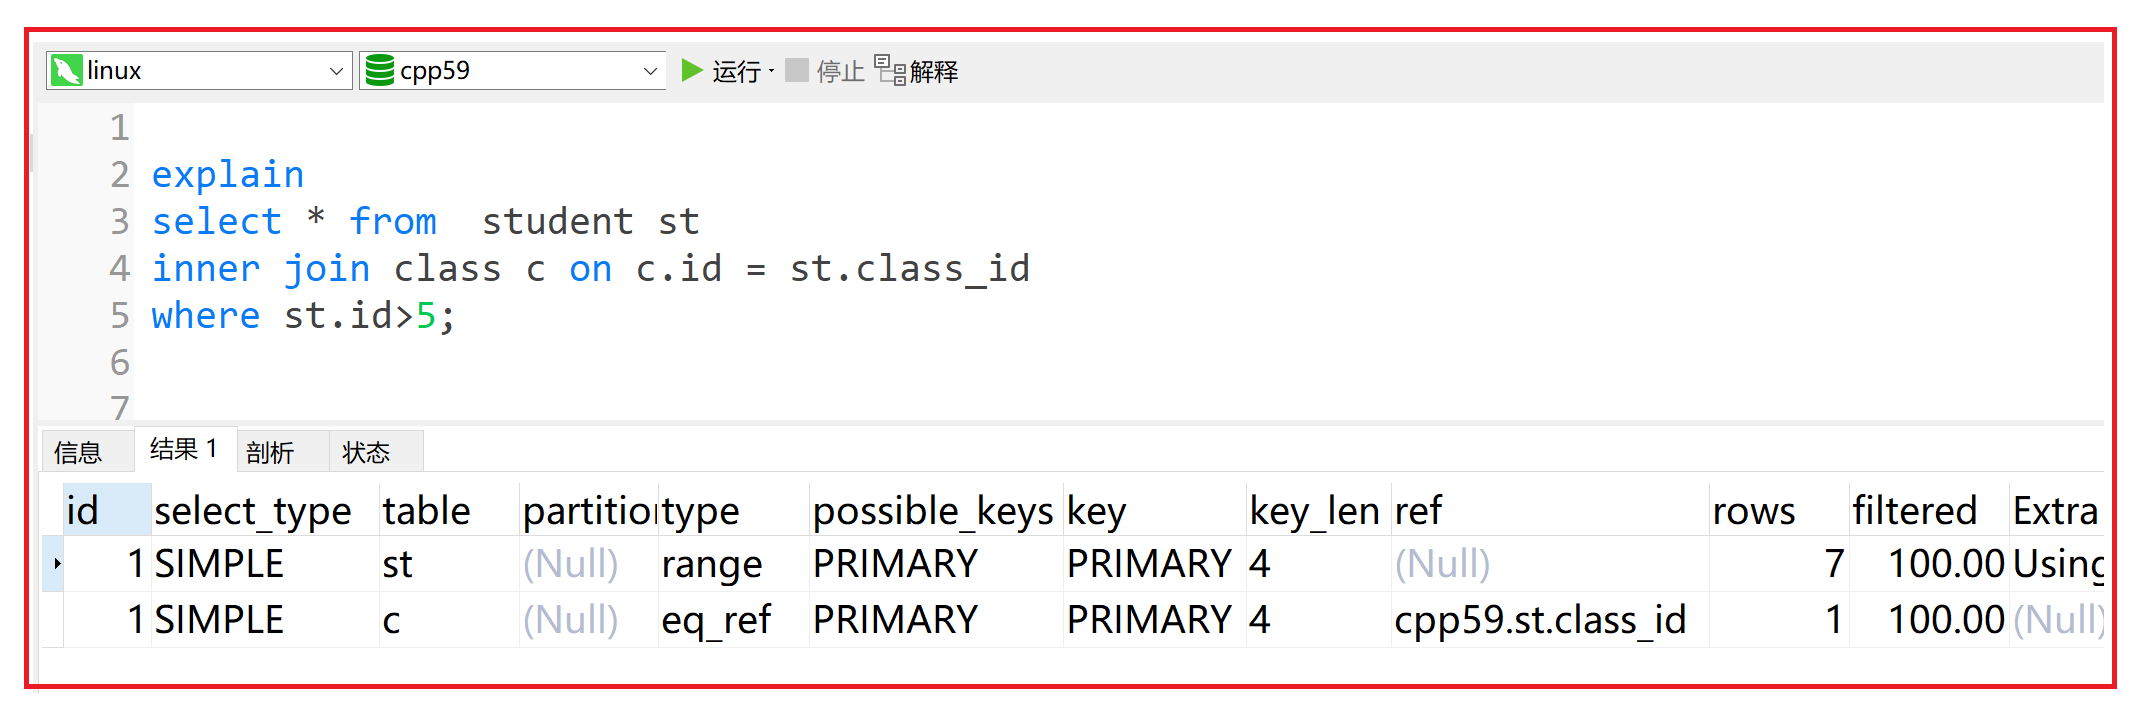 linux cpp59 运行 · 停止 解释
1
2 explain
3 select * from  student st
4 inner join class c on c.id = st.class_id
5 where st.id>5;
6
7
信息 结果 1 剖析 状态
id select_type table partition type possible_keys key key_len ref rows filtered Extra
1 SIMPLE st (Null) range PRIMARY PRIMARY 4 (Null) 7 100.00 Using
1 SIMPLE c (Null) eq_ref PRIMARY PRIMARY 4 cpp59.st.class_id 1 100.00 (Null)